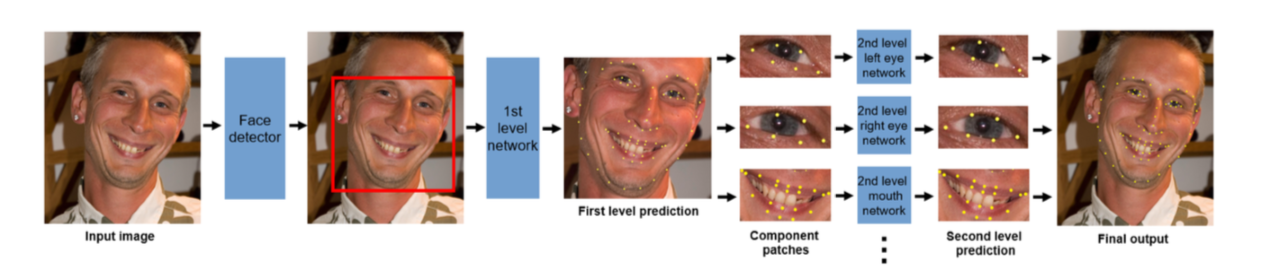 Input image
Face
detector
1st
level
network
First level prediction
Component
patches
2nd level
left eye
network
2nd level
right eye
network
2nd level
mouth
network
Second level
prediction
Final output